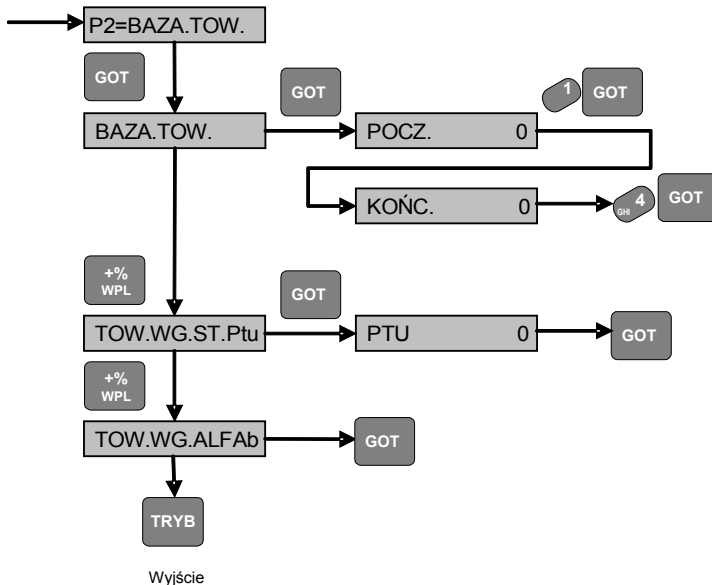 P2=BAZA.TOW.
GOT
GOT
1 GOT
BAZA.TOW.
POCZ. 0
KOŃC. 0
GHI 4 GOT
+%
WPL
GOT
TOW.WG.ST.Ptu
PTU 0
GOT
+%
WPL
TOW.WG.ALFAb
GOT
TRYB
Wyjście